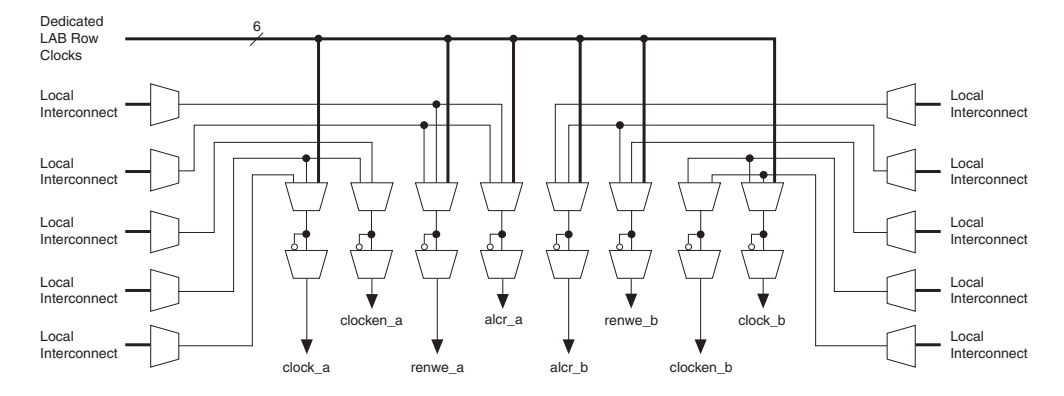 Dedicated
LAB Row
Clocks
6
Local
Interconnect
Local
Interconnect
Local
Interconnect
Local
Interconnect
Local
Interconnect
Local
Interconnect
Local
Interconnect
Local
Interconnect
Local
Interconnect
Local
Interconnect
clocken_a
alcr_a
renwe_b
clock_b
clock_a
renwe_a
alcr_b
clocken_b